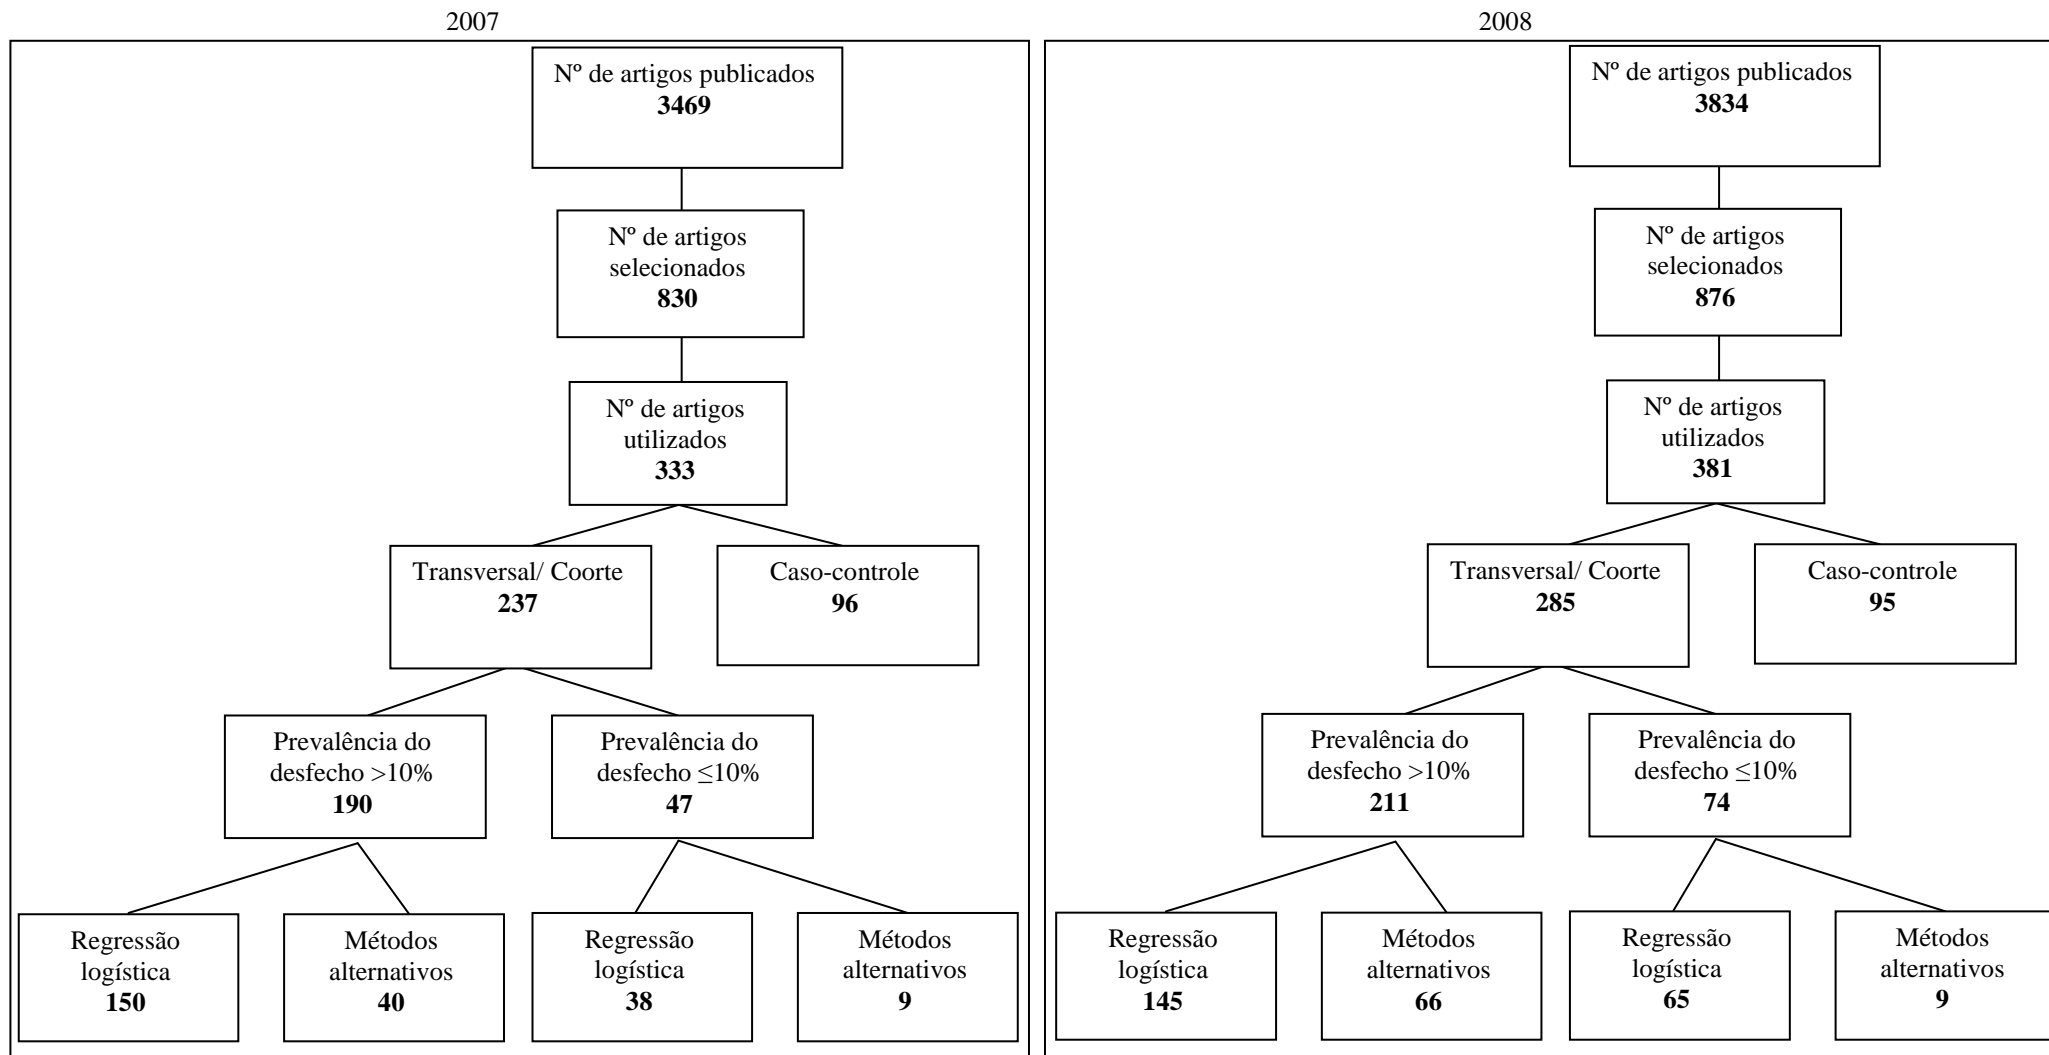 2007
Nº de artigos publicados
3469
Nº de artigos
selecionados
830
Nº de artigos
utilizados
333
Transversal/ Coorte
237
Caso-controle
96
Prevalência do
desfecho >10%
190
Prevalência do
desfecho ≤10%
47
Regressão
logística
150
Métodos
alternativos
40
Regressão
logística
38
Métodos
alternativos
9
2008
Nº de artigos publicados
3834
Nº de artigos
selecionados
876
Nº de artigos
utilizados
381
Transversal/ Coorte
285
Caso-controle
95
Prevalência do
desfecho >10%
211
Prevalência do
desfecho ≤10%
74
Regressão
logística
145
Métodos
alternativos
66
Regressão
logística
65
Métodos
alternativos
9